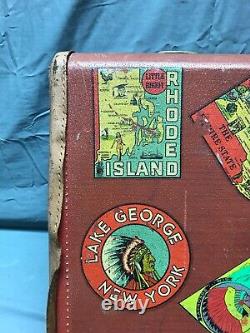 LITTLE
RHODY
RHODE
ISLAND
THE
STATE
LAKE GEORGE
NEW YORK